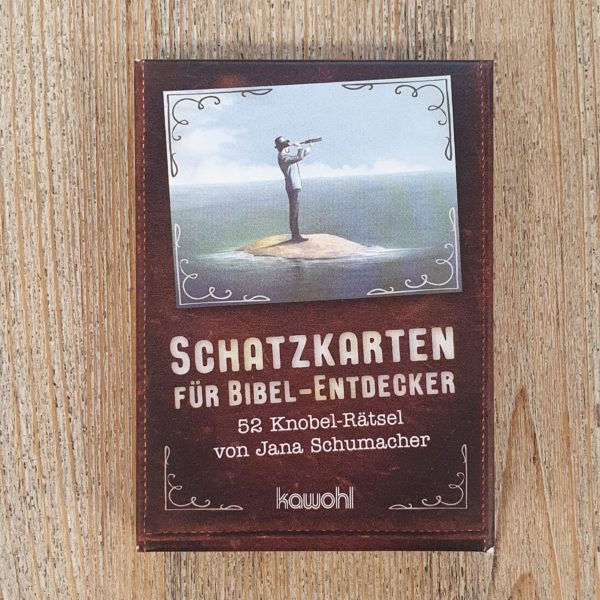 SCHATZKARTEN
FÜR BIBEL-ENTDECKER
52 Knobel-Rätsel
von Jana Schumacher
kawohl